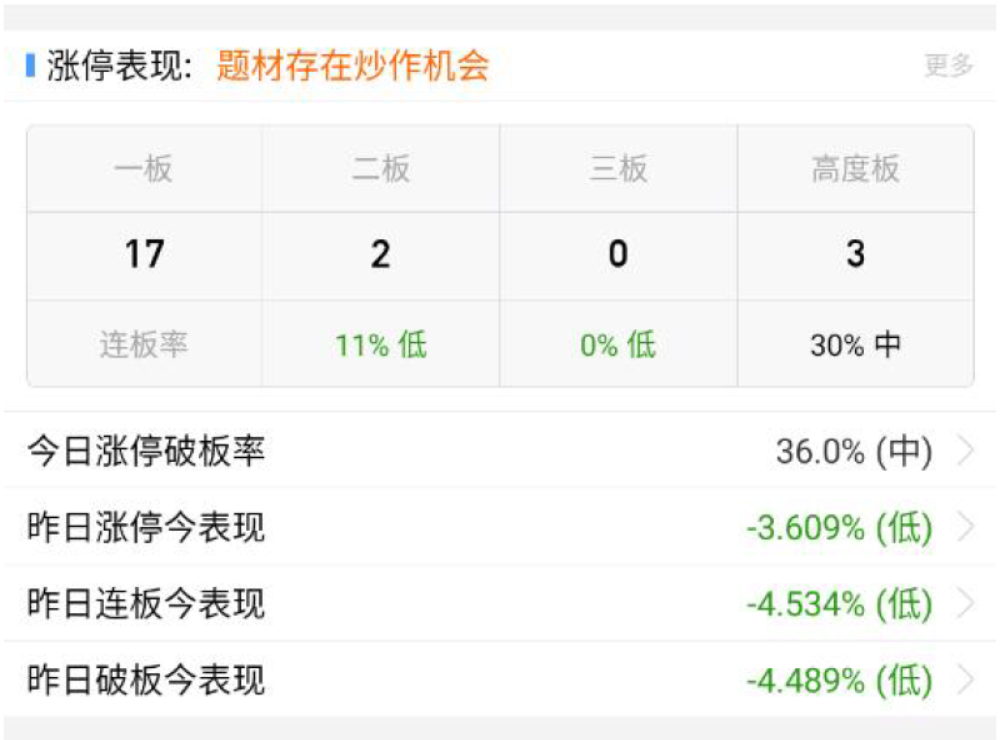 涨停表现: 题材存在炒作机会 更多
一板 二板 三板 高度板
17 2 0 3
连板率 11% 低 0% 低 30% 中
今日涨停破板率 36.0% (中)
昨日涨停今表现 -3.609% (低)
昨日连板今表现 -4.534% (低)
昨日破板今表现 -4.489% (低)